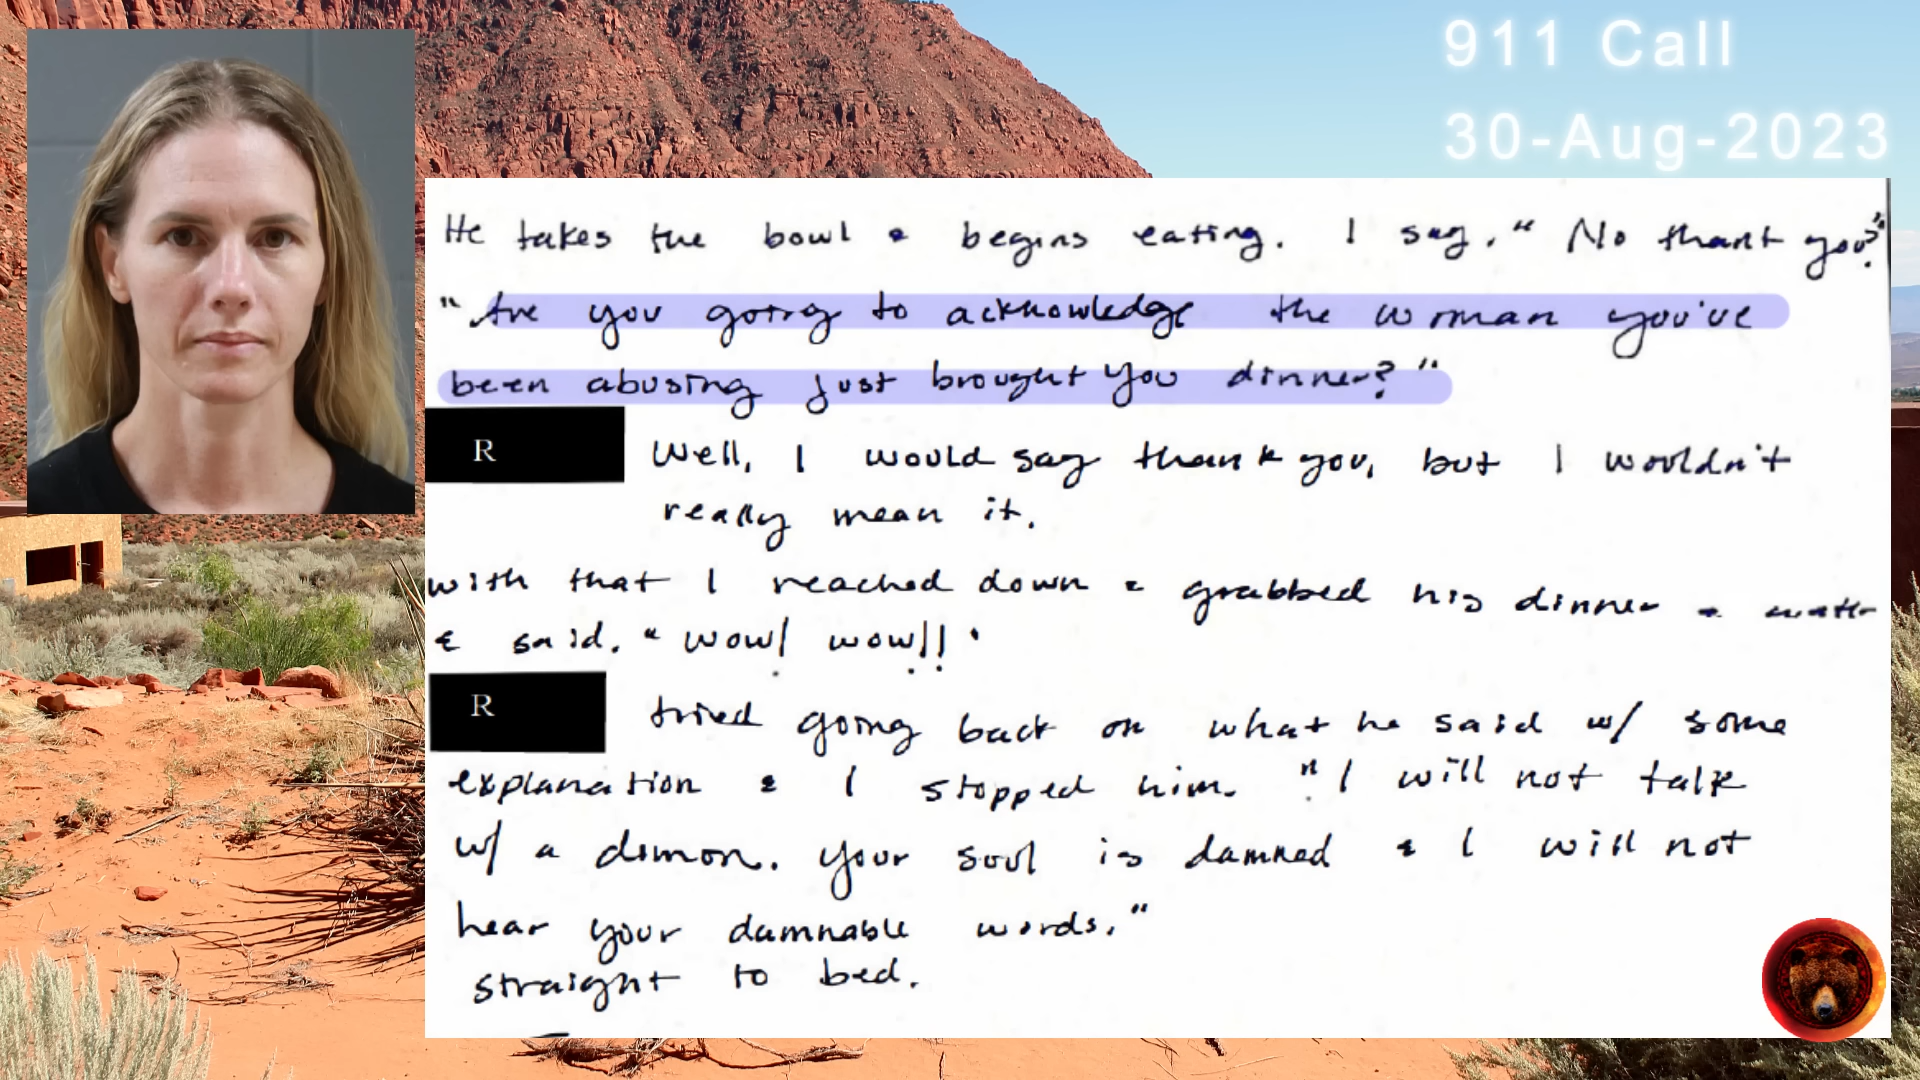 911 Call
30-Aug-2023
He takes the bowl & begins eating. I say, "No thank you?"
"Are you going to acknowledge the woman you've
been abusing just brought you dinner?"
R Well, I would say thank you, but I wouldn't
really mean it.
with that I reached down & grabbed his dinner & water
& said, "wow! wow!!"
R tried going back on what he said w/ some
explanation & I stopped him. "I will not talk
w/ a demon. Your soul is damned & I will not
hear your damnable words."
straight to bed.